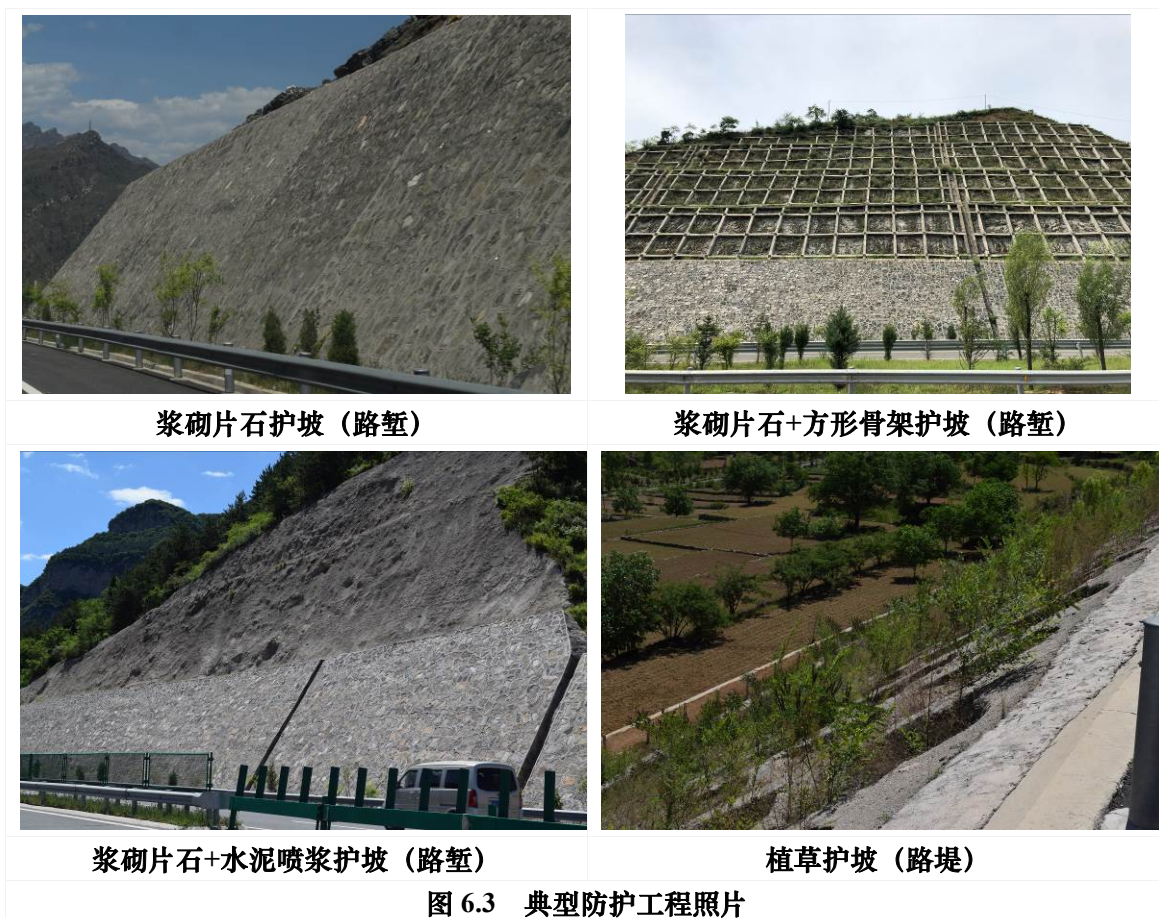 浆砌片石护坡（路堑）
浆砌片石+方形骨架护坡（路堑）
浆砌片石+水泥喷浆护坡（路堑）
植草护坡（路堤）
图 6.3 典型防护工程照片